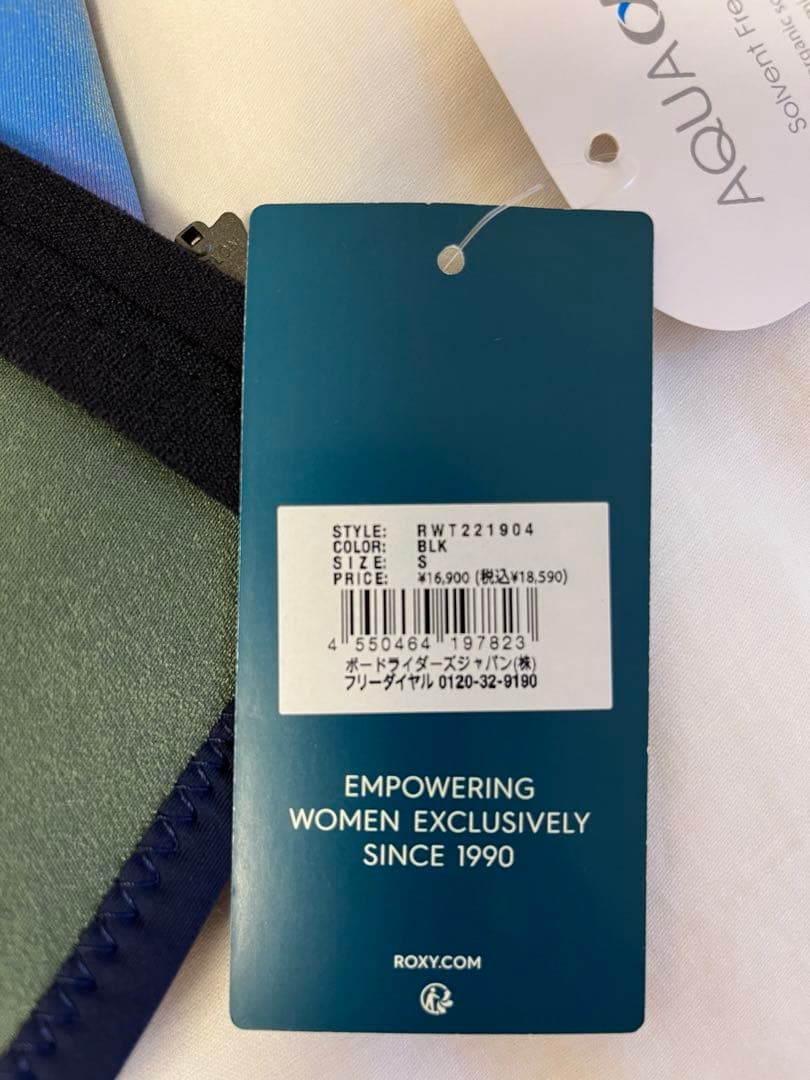 AQUA
Solvent Fre
rganic so
STYLE: RWT221904
COLOR: BLK
SIZE: S
PRICE: ¥16,900 (税込¥18,590)
4 550464 197823
ボードライダーズジャパン(株)
フリーダイヤル 0120-32-9190
EMPOWERING
WOMEN EXCLUSIVELY
SINCE 1990
ROXY.COM